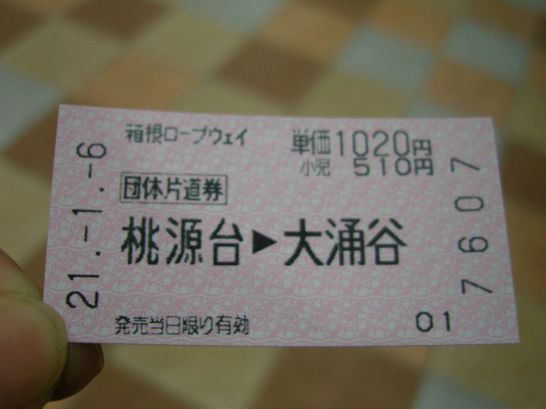 箱根ロープウェイ
単価1020円
小児 510円
団体片道券
桃源台▶大涌谷
発売当日限り有効
01
21.-1.-6
7607